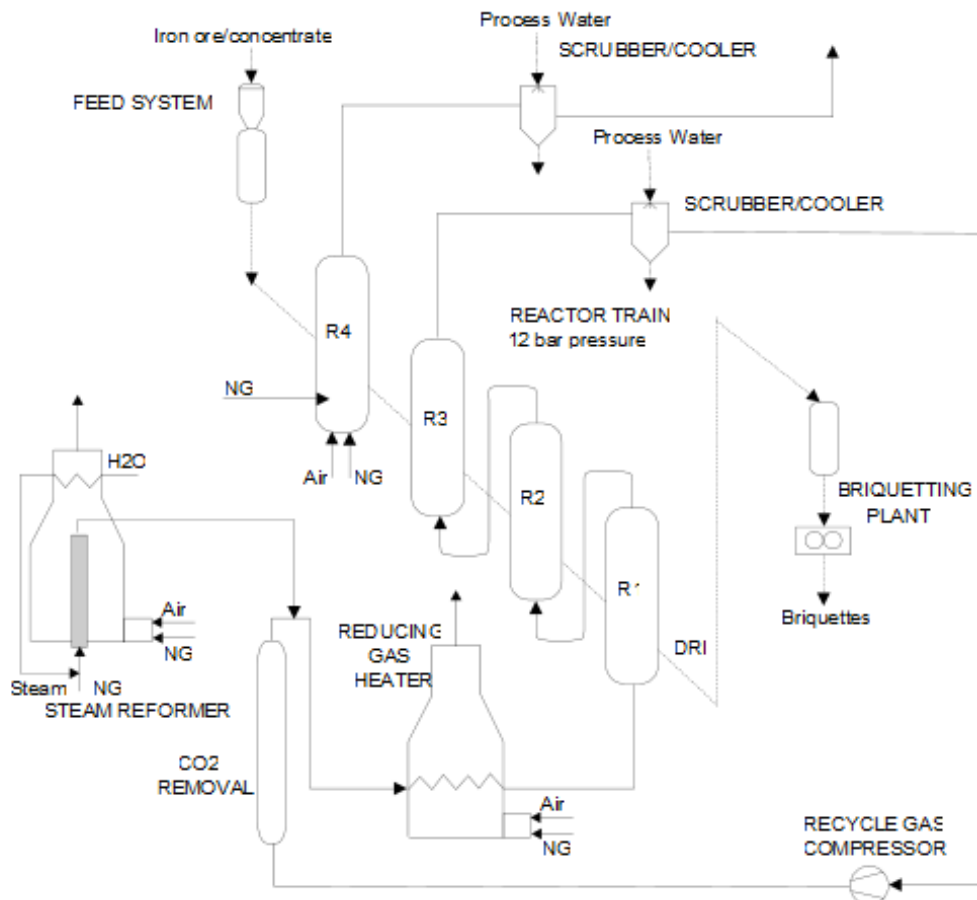 Process Water
Iron ore/concentrate
SCRUBBER/COOLER
FEED SYSTEM
Process Water
SCRUBBER/COOLER
REACTOR TRAIN
12 bar pressure
R4
NG
R3
Air
NG
H2O
R2
BRIQUETTING
PLANT
R1
Air
NG
Briquettes
REDUCING
GAS
HEATER
DRI
Steam
NG
STEAM REFORMER
CO2
REMOVAL
Air
NG
RECYCLE GAS
COMPRESSOR